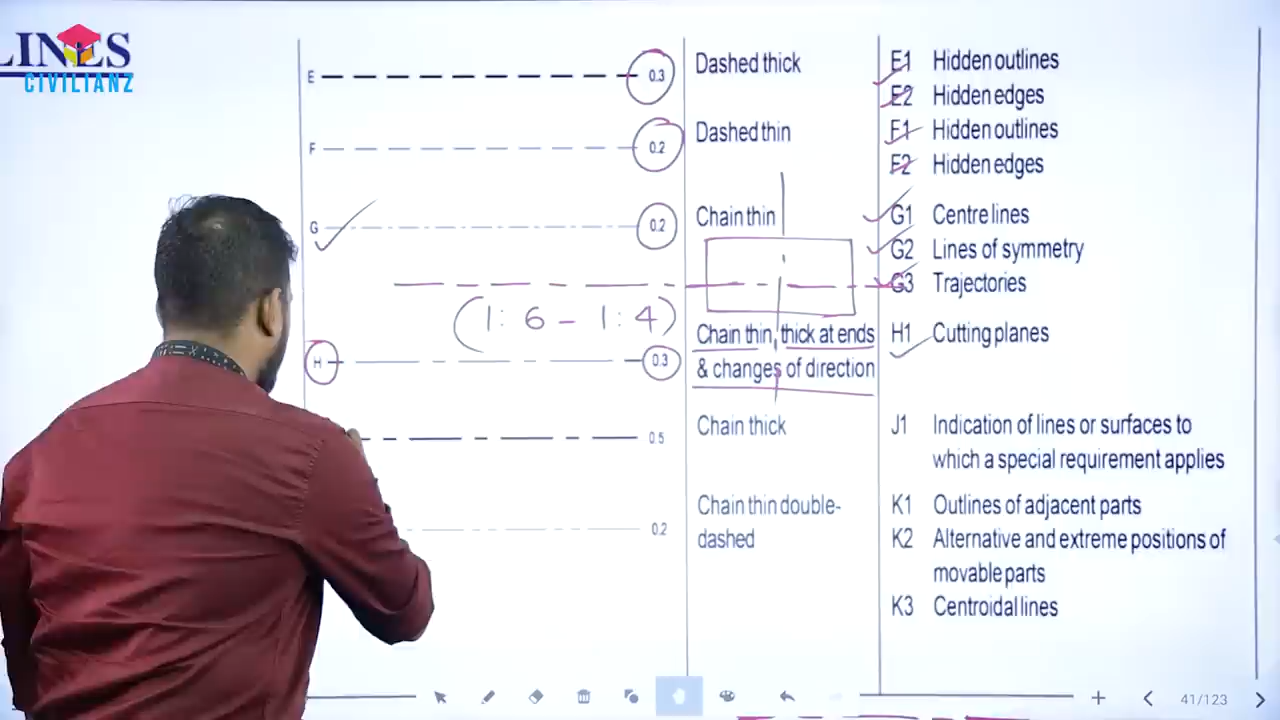 LINES
CIVILIANZ
E 0.3 Dashed thick E1 Hidden outlines
E2 Hidden edges
F 0.2 Dashed thin F1 Hidden outlines
F2 Hidden edges
G 0.2 Chain thin G1 Centre lines
G2 Lines of symmetry
G3 Trajectories
(1:6 - 1:4)
H 0.3 Chain thin, thick at ends H1 Cutting planes
& changes of direction
0.5 Chain thick J1 Indication of lines or surfaces to
which a special requirement applies
0.2 Chain thin double- K1 Outlines of adjacent parts
dashed K2 Alternative and extreme positions of
movable parts
K3 Centroidal lines
41/123